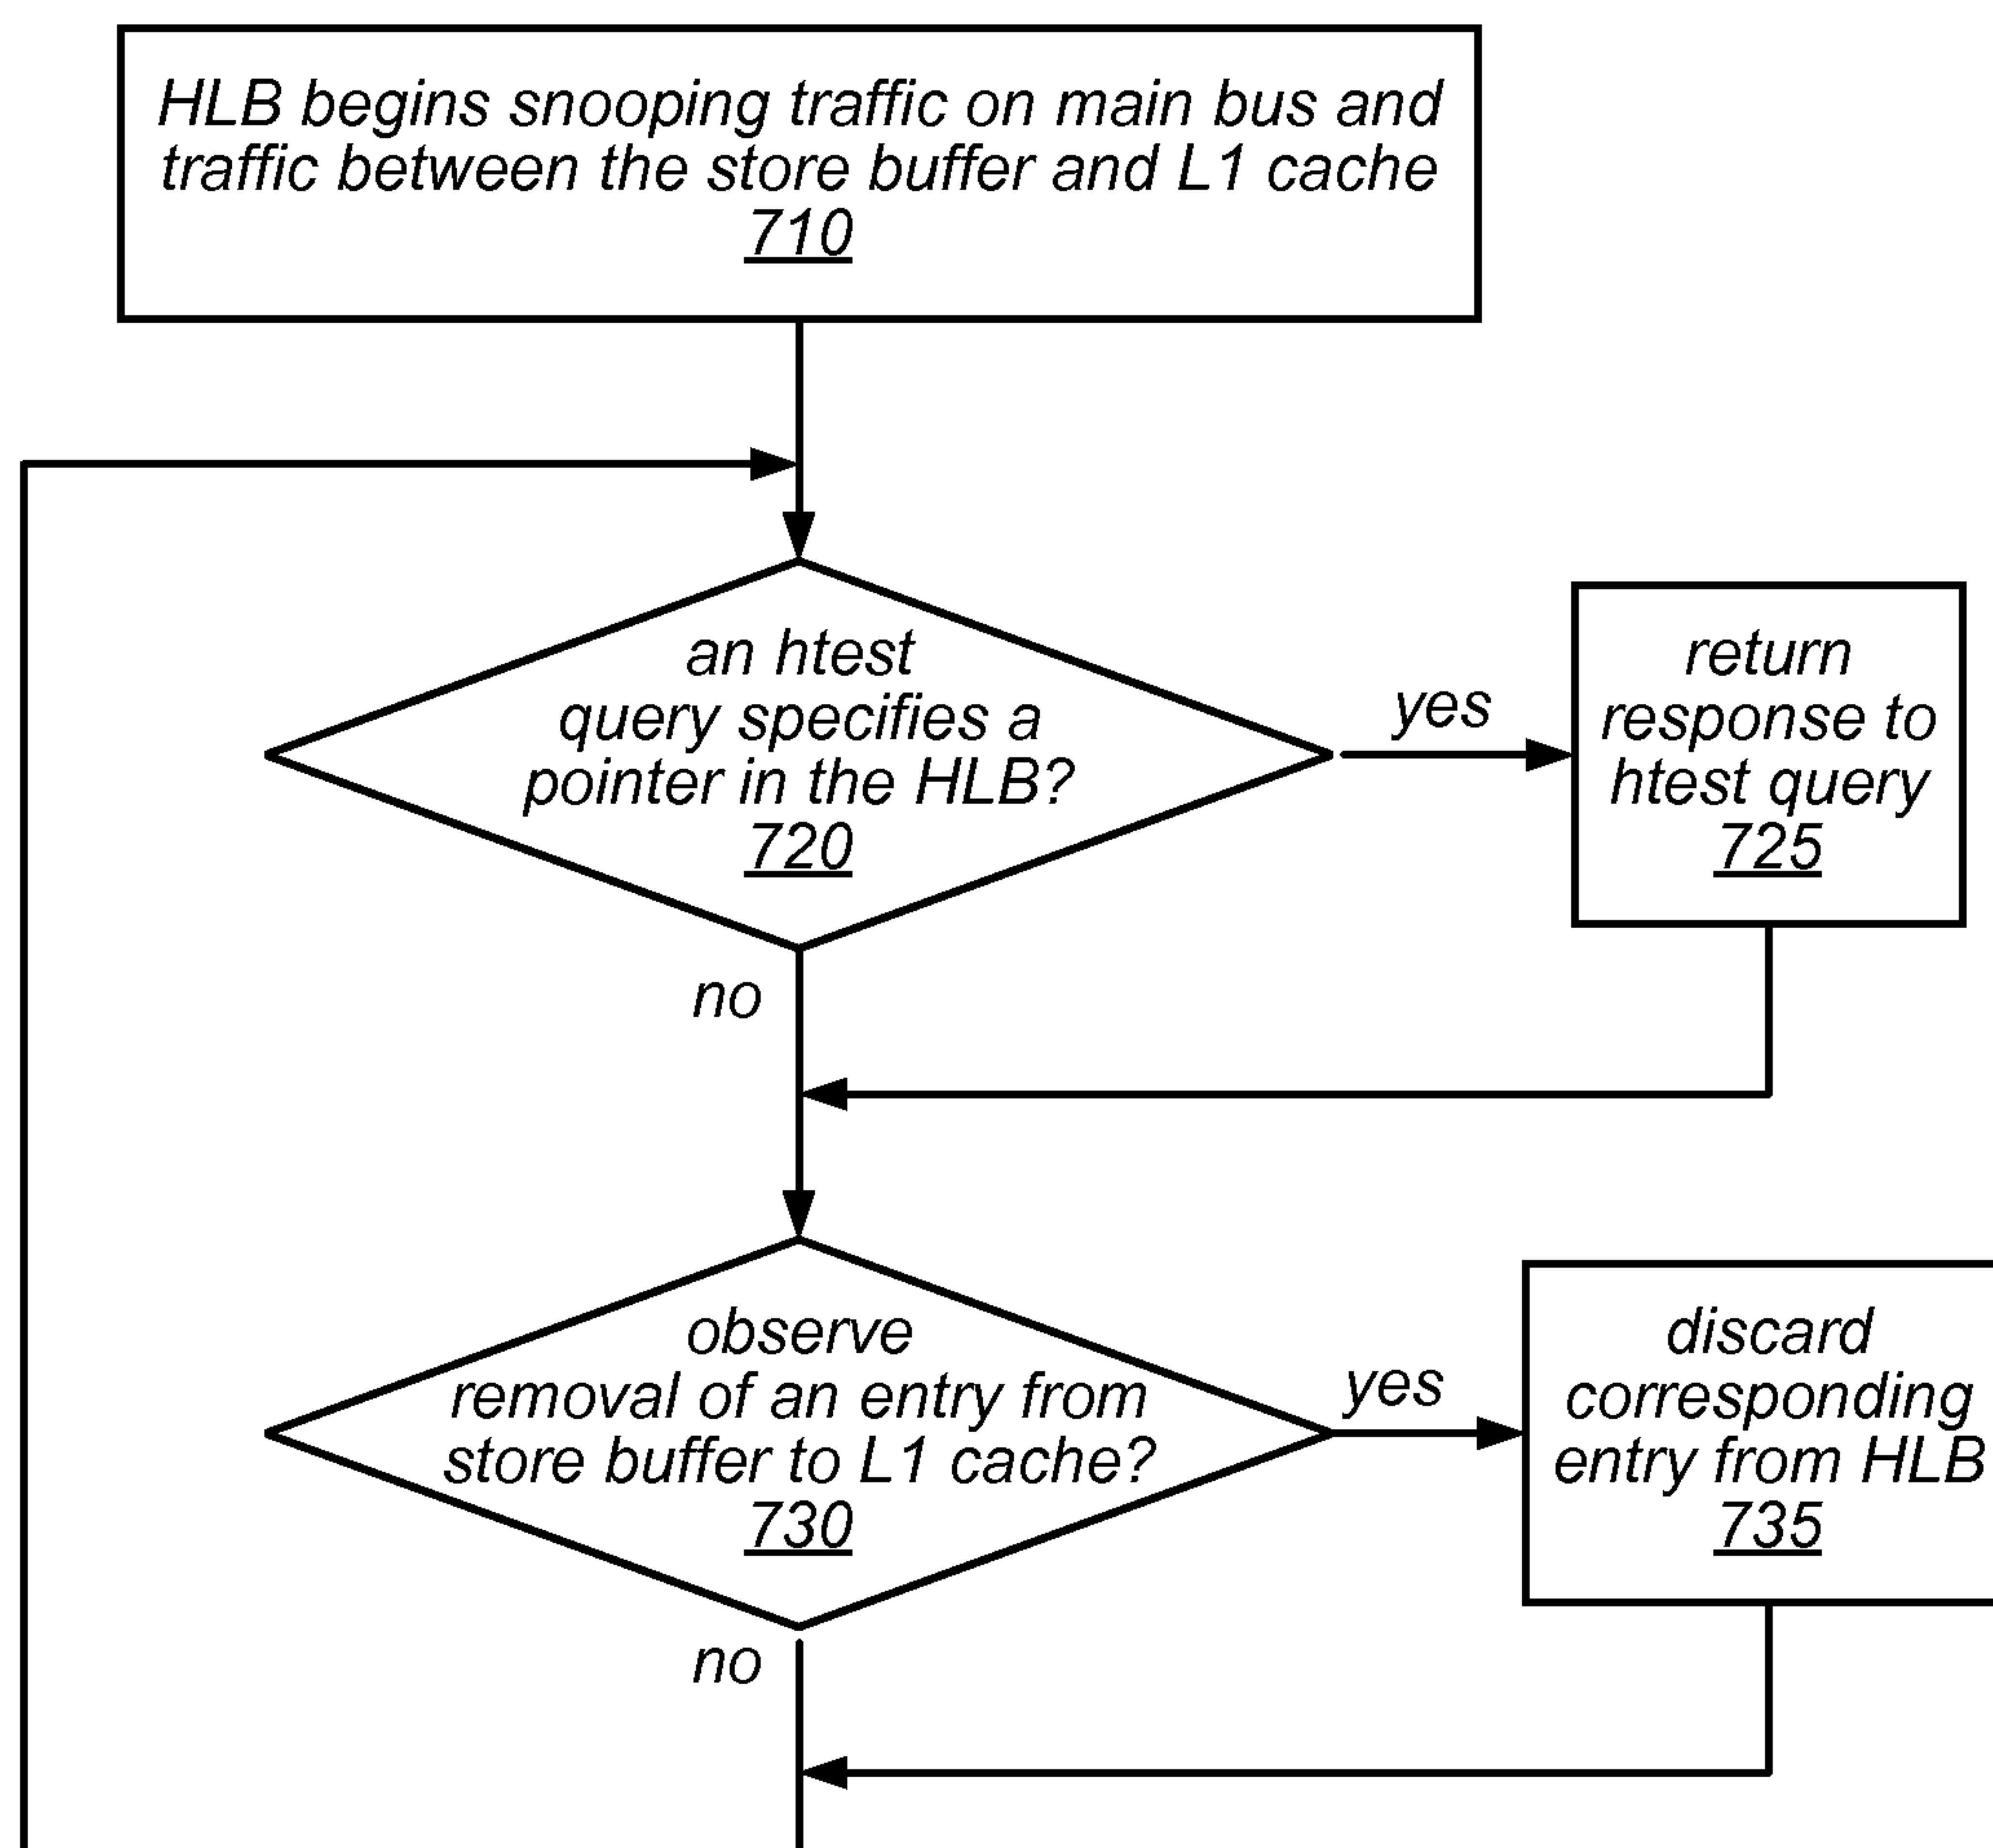 HLB begins snooping traffic on main bus and
traffic between the store buffer and L1 cache
710
an htest
query specifies a
pointer in the HLB?
720
yes
return
response to
htest query
725
no
observe
removal of an entry from
store buffer to L1 cache?
730
yes
discard
corresponding
entry from HLB
735
no